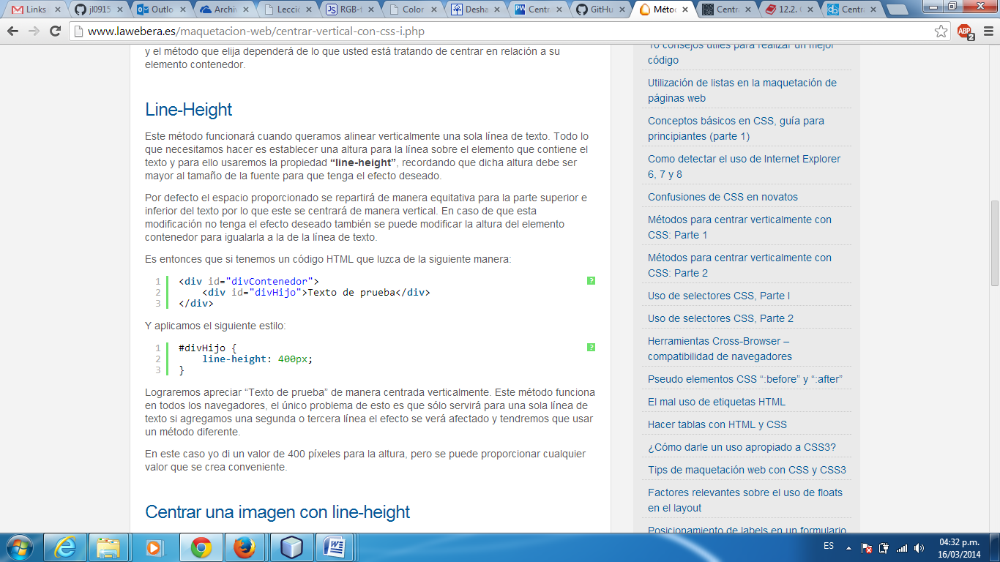 Links
jl0915
Outlo
Archiv
Lecció
RGB-t
Color
Desha
Centr
GitHu
Méto
Centr
12.2.
Centr
www.lawebera.es/maquetacion-web/centrar-vertical-con-css-i.php
ABP
2
y el método que elija dependerá de lo que usted está tratando de centrar en relación a su
elemento contenedor.
Line-Height
Este método funcionará cuando queramos alinear verticalmente una sola línea de texto. Todo lo
que necesitamos hacer es establecer una altura para la línea sobre el elemento que contiene el
texto y para ello usaremos la propiedad “line-height”, recordando que dicha altura debe ser
mayor al tamaño de la fuente para que tenga el efecto deseado.
Por defecto el espacio proporcionado se repartirá de manera equitativa para la parte superior e
inferior del texto por lo que este se centrará de manera vertical. En caso de que esta
modificación no tenga el efecto deseado también se puede modificar la altura del elemento
contenedor para igualarla a la de la línea de texto.
Es entonces que si tenemos un código HTML que luzca de la siguiente manera:
1 <div id="divContenedor">
2 <div id="divHijo">Texto de prueba</div>
3 </div>
?
Y aplicamos el siguiente estilo:
1 #divHijo {
2 line-height: 400px;
3 }
?
Lograremos apreciar “Texto de prueba” de manera centrada verticalmente. Este método funciona
en todos los navegadores, el único problema de esto es que sólo servirá para una sola línea de
texto si agregamos una segunda o tercera línea el efecto se verá afectado y tendremos que usar
un método diferente.
En este caso yo di un valor de 400 píxeles para la altura, pero se puede proporcionar cualquier
valor que se crea conveniente.
Centrar una imagen con line-height
10 consejos útiles para realizar un mejor
código
Utilización de listas en la maquetación de
páginas web
Conceptos básicos en CSS, guía para
principiantes (parte 1)
Como detectar el uso de Internet Explorer
6, 7 y 8
Confusiones de CSS en novatos
Métodos para centrar verticalmente con
CSS: Parte 1
Métodos para centrar verticalmente con
CSS: Parte 2
Uso de selectores CSS, Parte I
Uso de selectores CSS, Parte 2
Herramientas Cross-Browser –
compatibilidad de navegadores
Pseudo elementos CSS “:before” y “:after”
El mal uso de etiquetas HTML
Hacer tablas con HTML y CSS
¿Cómo darle un uso apropiado a CSS3?
Tips de maquetación web con CSS y CSS3
Factores relevantes sobre el uso de floats
en el layout
Posicionamiento de labels en un formulario
ES
04:32 p.m.
16/03/2014